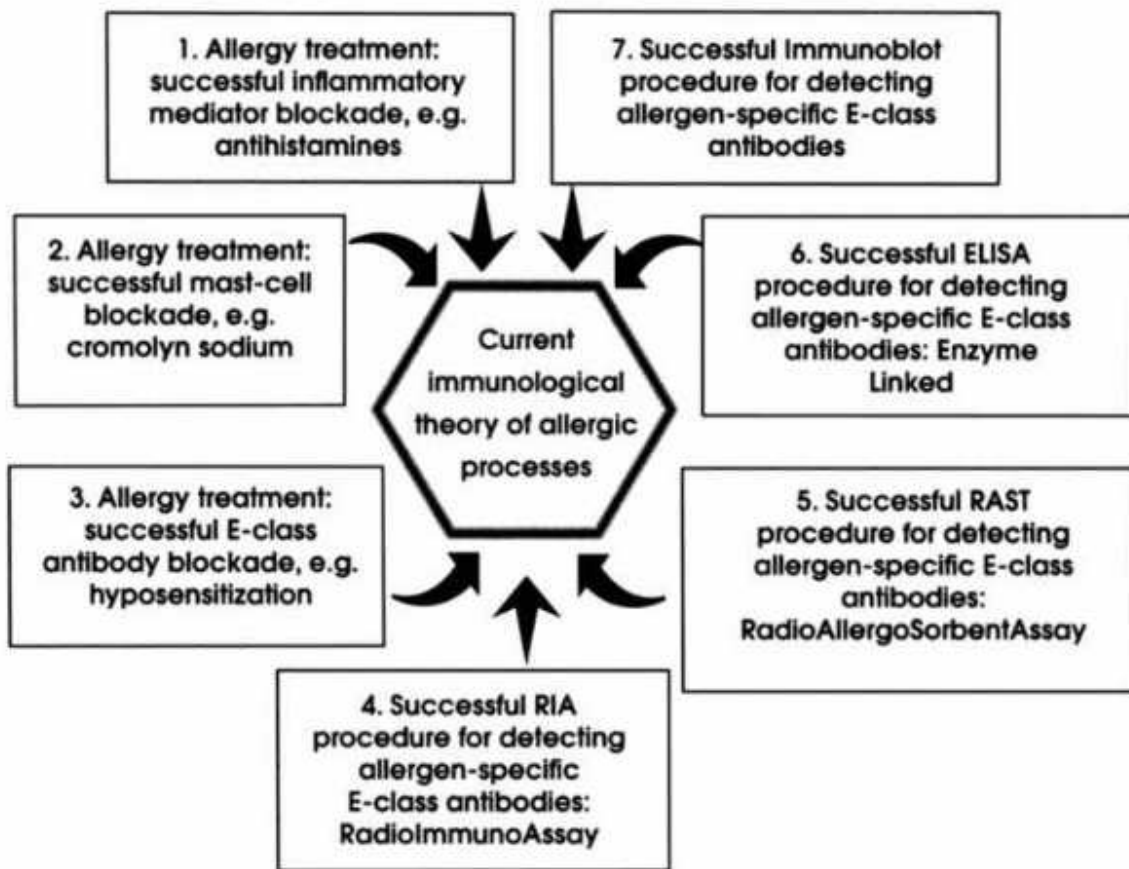 1. Allergy treatment:
successful inflammatory
mediator blockade, e.g.
antihistamines
7. Successful Immunoblot
procedure for detecting
allergen-specific E-class
antibodies
2. Allergy treatment:
successful mast-cell
blockade, e.g.
cromolyn sodium
6. Successful ELISA
procedure for detecting
allergen-specific E-class
antibodies: Enzyme
Linked
Current
immunological
theory of allergic
processes
3. Allergy treatment:
successful E-class
antibody blockade, e.g.
hyposensitization
5. Successful RAST
procedure for detecting
allergen-specific E-class
antibodies:
RadioAllergoSorbentAssay
4. Successful RIA
procedure for detecting
allergen-specific
E-class antibodies:
RadioImmunoAssay